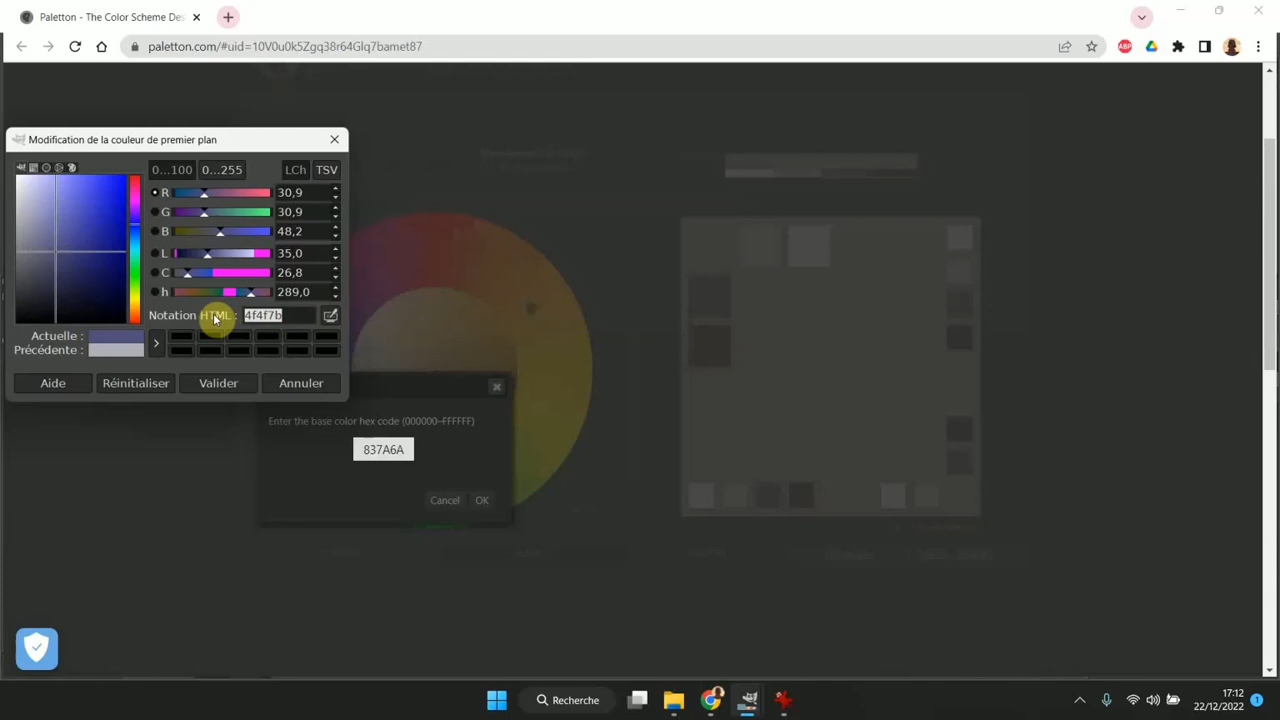 Paletton - The Color Scheme Des
paletton.com/#uid=10V0u0k5Zgq38r64Glq7bamet87
ABP
Modification de la couleur de premier plan
0...100 0...255 LCh TSV
R 30,9
G 30,9
B 48,2
L 35,0
C 26,8
h 289,0
Notation HTML : 4f4f7b
Actuelle :
Précédente :
>
Aide Réinitialiser Valider Annuler
Enter the base color hex code (000000–FFFFFF)
837A6A
Cancel OK
Recherche
17:12
22/12/2022
1